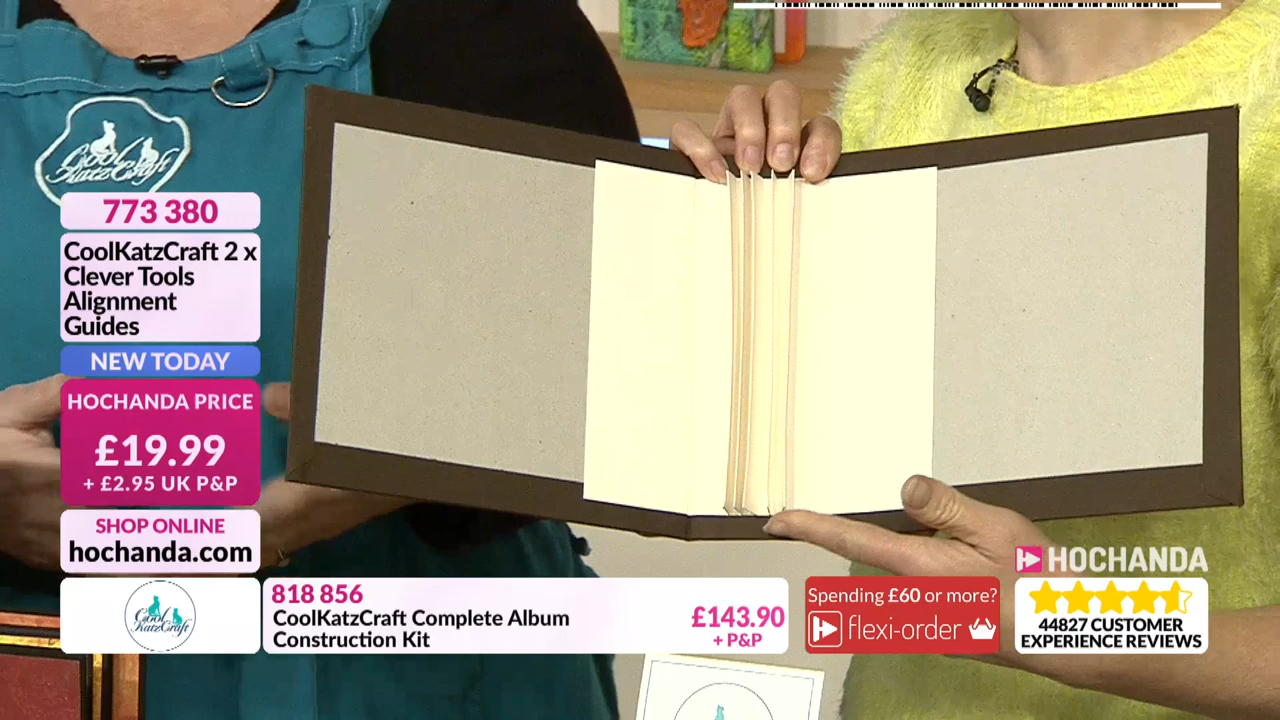 Cool
KatzCraft
773 380
CoolKatzCraft 2 x
Clever Tools
Alignment
Guides
NEW TODAY
HOCHANDA PRICE
£19.99
+ £2.95 UK P&P
SHOP ONLINE
hochanda.com
Cool
KatzCraft
818 856
CoolKatzCraft Complete Album
Construction Kit
£143.90
+ P&P
Spending £60 or more?
flexi-order
HOCHANDA
44827 CUSTOMER
EXPERIENCE REVIEWS